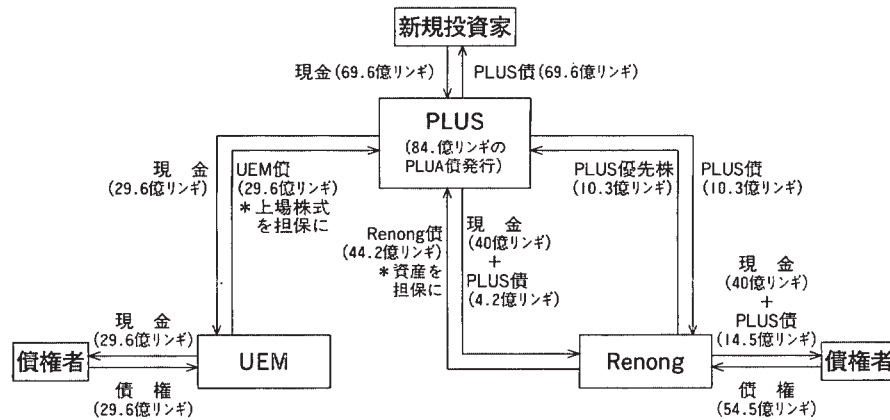 新規投資家
現金(69.6億リンギ)
PLUS債(69.6億リンギ)
PLUS
(84.億リンギの
PLUA債発行)
現　金
(29.6億リンギ)
UEM債
(29.6億リンギ)
＊上場株式
を担保に
Renong債
(44.2億リンギ)
＊資産を
担保に
現　金
(40億リンギ)
＋
PLUS債
(4.2億リンギ)
PLUS優先株
(10.3億リンギ)
PLUS債
(10.3億リンギ)
現　金
(29.6億リンギ)
債権者
債　権
(29.6億リンギ)
UEM
Renong
現　金
(40億リンギ)
＋
PLUS債
(14.5億リンギ)
債権者
債　権
(54.5億リンギ)